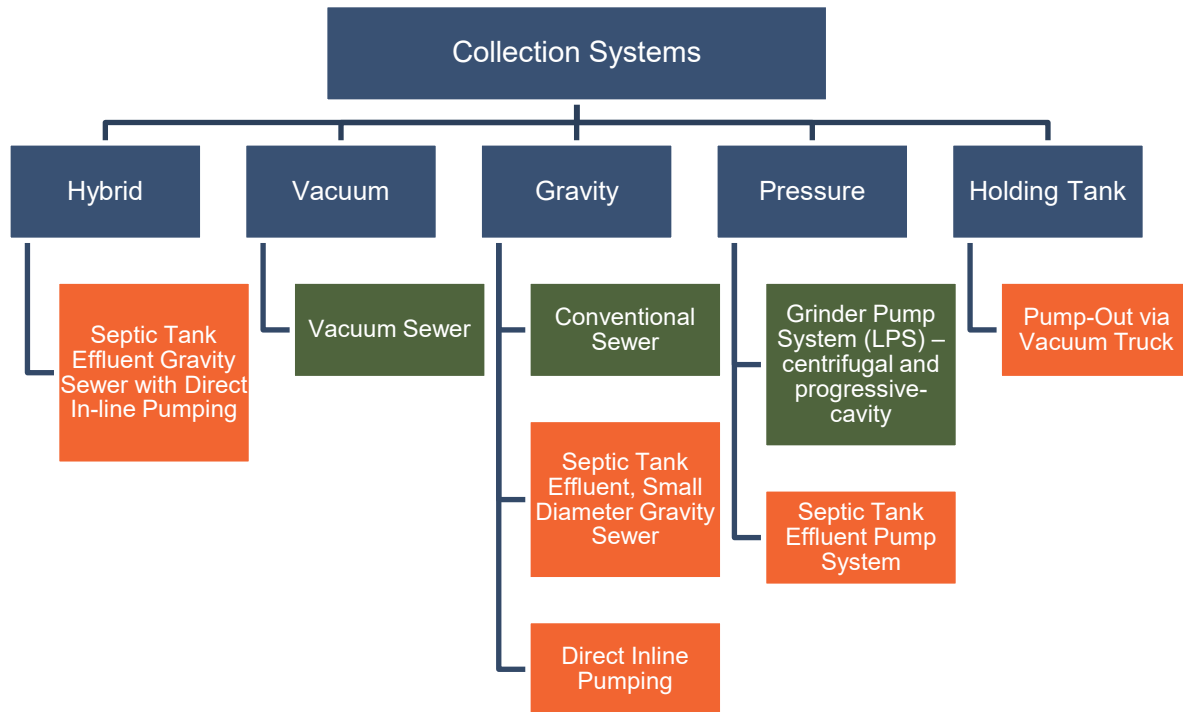 Collection Systems
Hybrid
Vacuum
Gravity
Pressure
Holding Tank
Septic Tank
Effluent Gravity
Sewer with Direct
In-line Pumping
Vacuum Sewer
Conventional
Sewer
Septic Tank
Effluent, Small
Diameter Gravity
Sewer
Direct Inline
Pumping
Grinder Pump
System (LPS) –
centrifugal and
progressive-
cavity
Septic Tank
Effluent Pump
System
Pump-Out via
Vacuum Truck